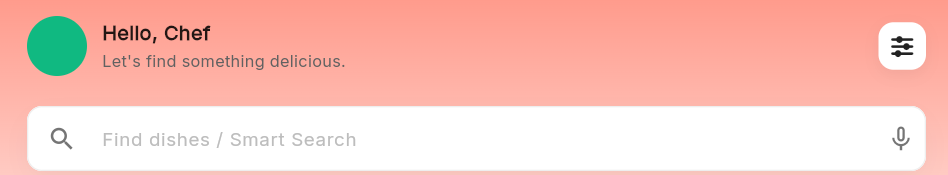 Hello, Chef
Let's find something delicious.
Find dishes / Smart Search